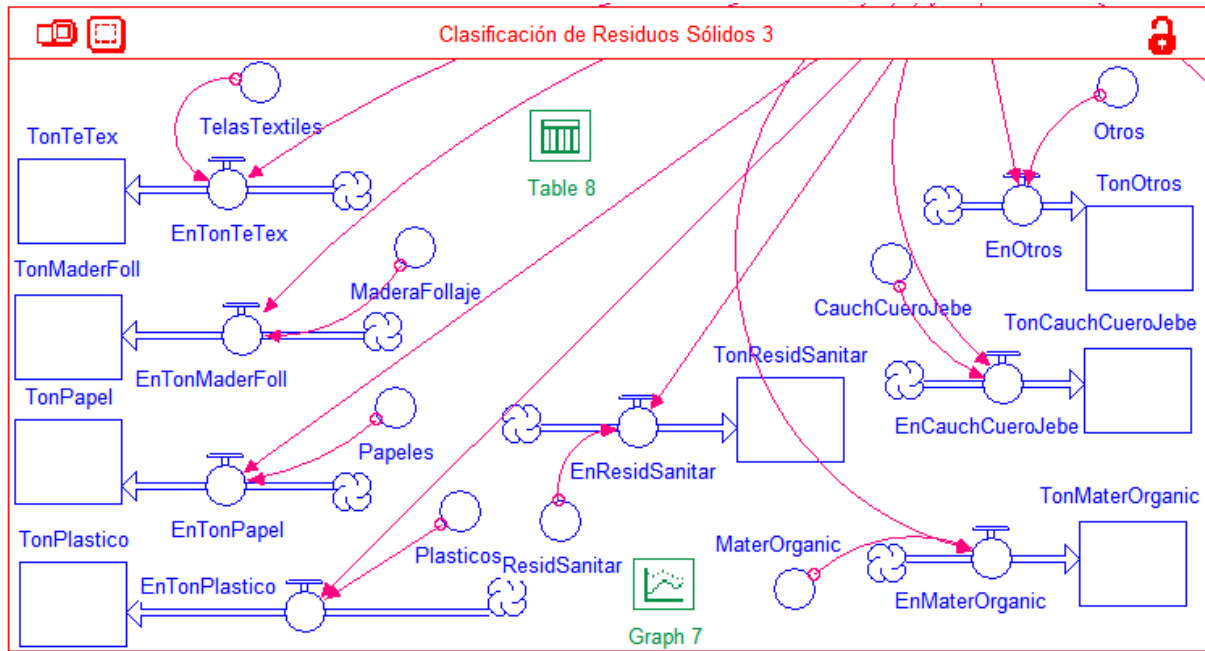 Clasificación de Residuos Sólidos 3
TelasTextiles
Otros
TonTeTex
Table 8
TonOtros
EnTonTeTex
EnOtros
TonMaderFoll
MaderaFollaje
CauchCueroJebe
TonCauchCueroJebe
TonResidSanitar
EnTonMaderFoll
TonPapel
EnCauchCueroJebe
Papeles
EnResidSanitar
TonMaterOrganic
EnTonPapel
TonPlastico
Plasticos
ResidSanitar
MaterOrganic
EnTonPlastico
EnMaterOrganic
Graph 7